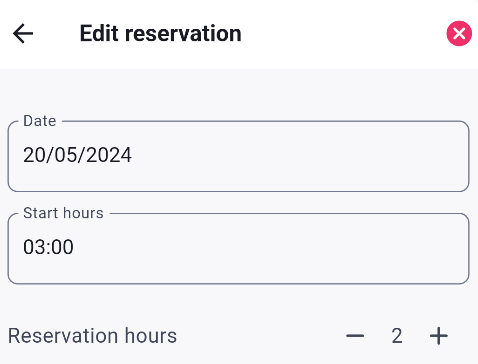 Edit reservation
Date
20/05/2024
Start hours
03:00
Reservation hours
2